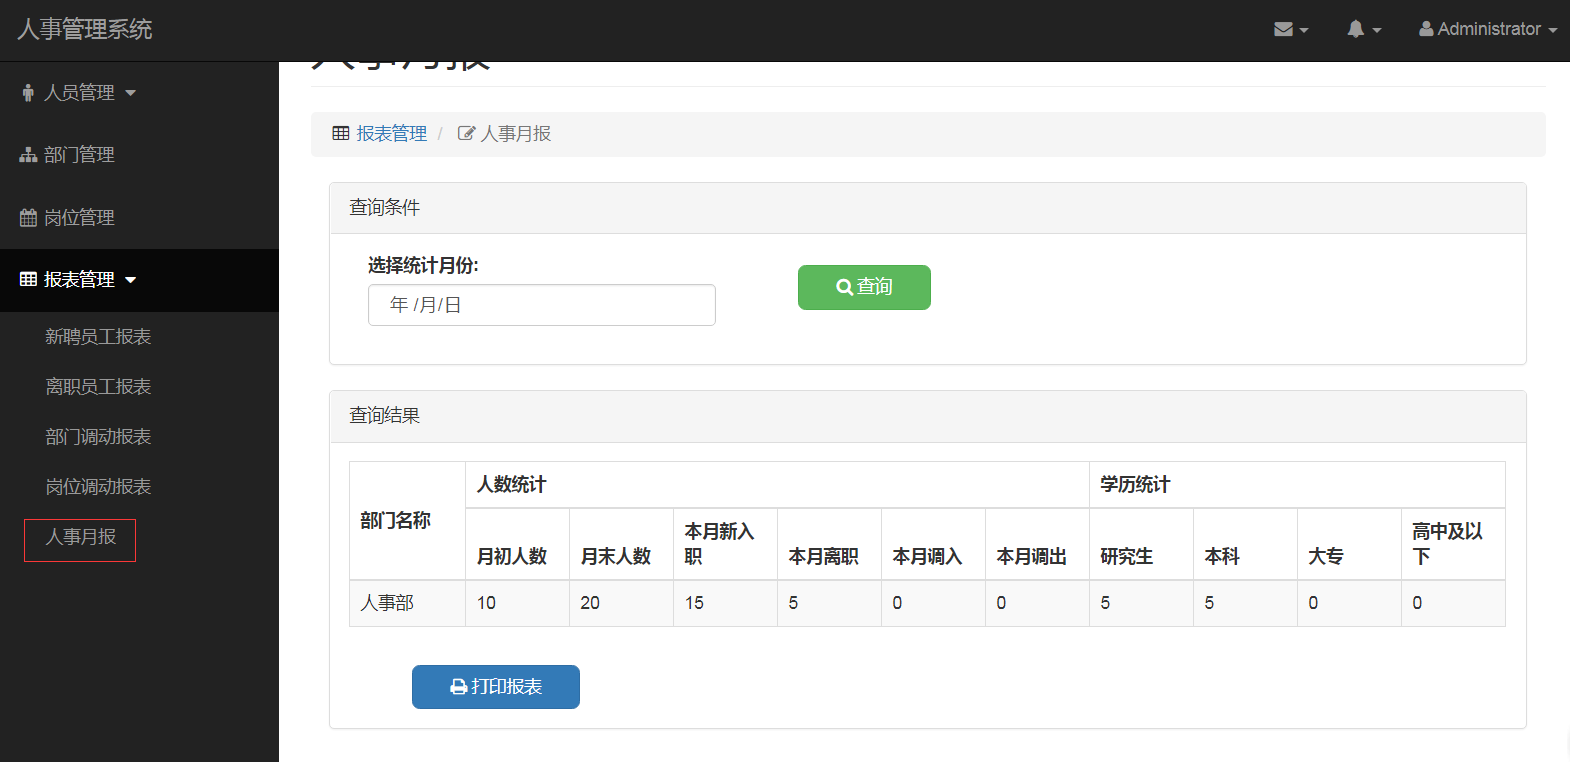 人事管理系统
Administrator
人员管理
部门管理
岗位管理
报表管理
新聘员工报表
离职员工报表
部门调动报表
岗位调动报表
人事月报
人事月报
报表管理 / 人事月报
查询条件
选择统计月份:
年 /月/日
查询
查询结果
部门名称 人数统计 学历统计
月初人数 月末人数 本月新入职 本月离职 本月调入 本月调出 研究生 本科 大专 高中及以下
人事部 10 20 15 5 0 0 5 5 0 0
打印报表